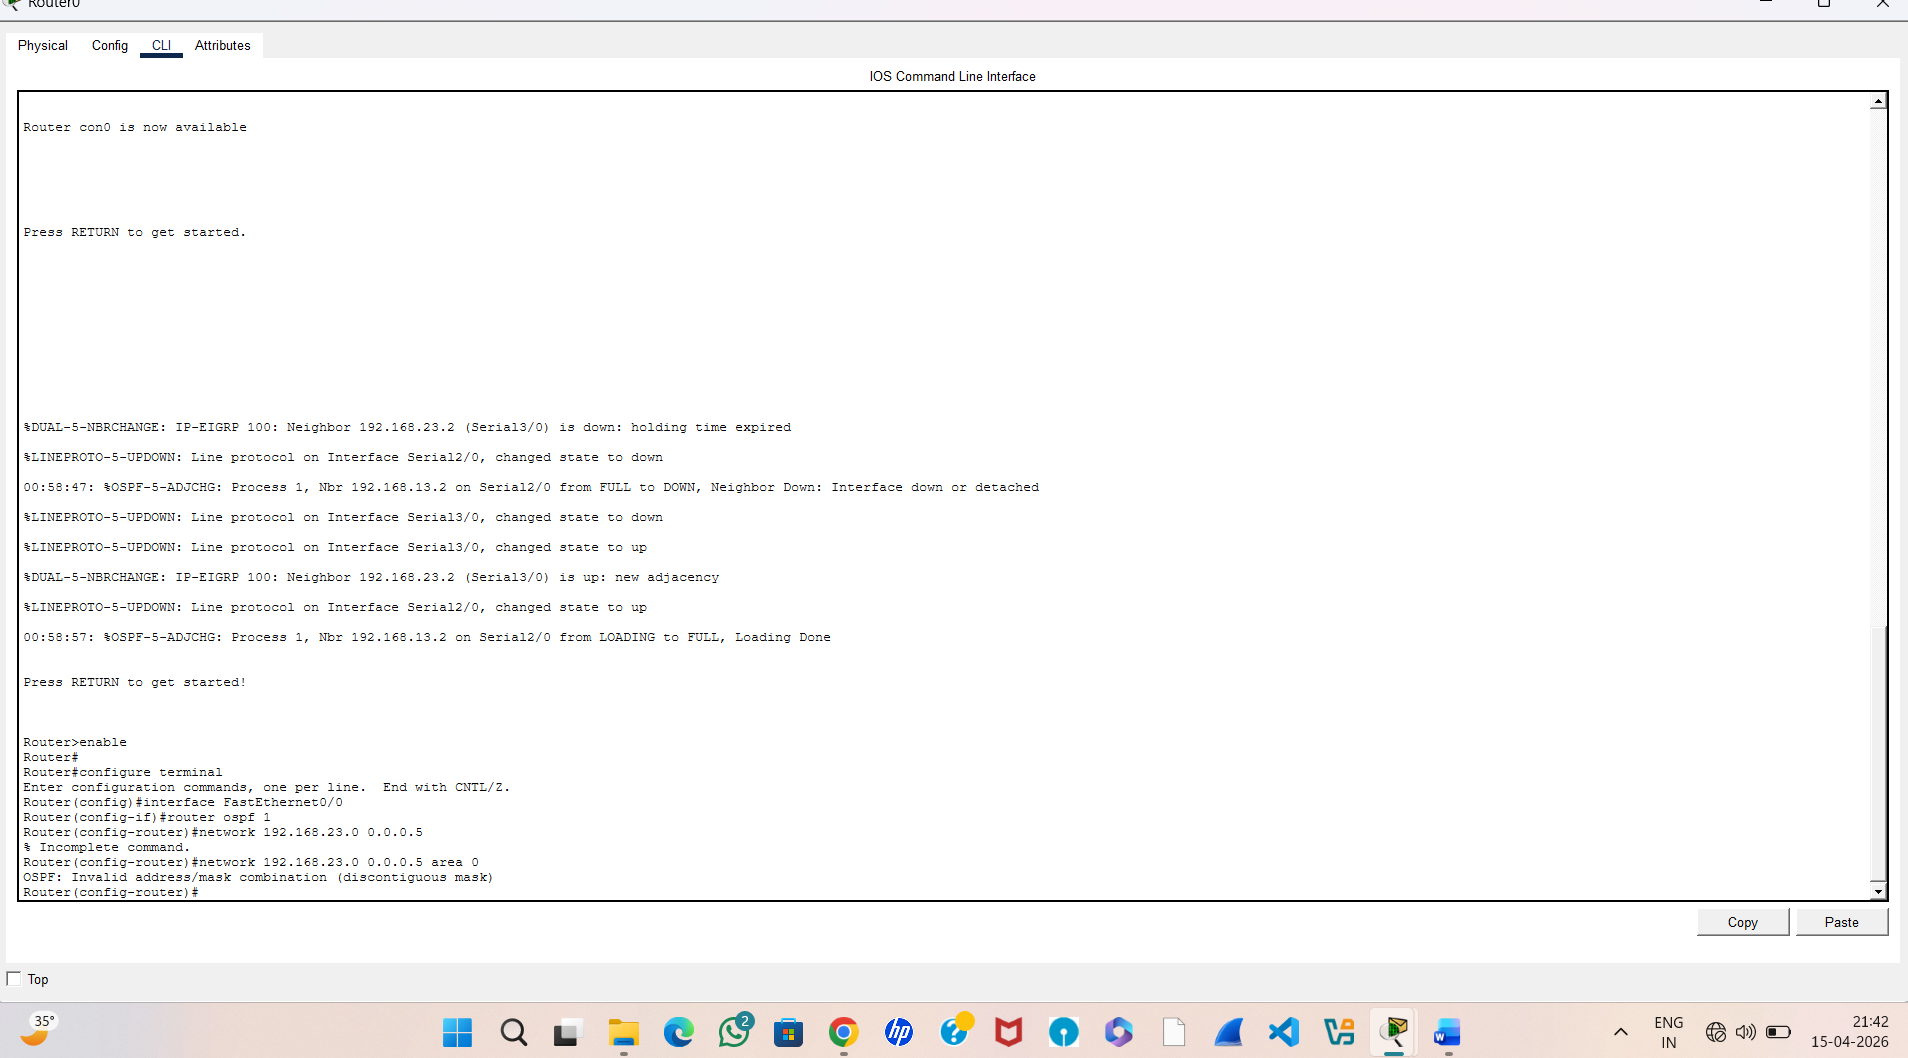 Router0
Physical Config CLI Attributes
IOS Command Line Interface
Router con0 is now available
Press RETURN to get started.
%DUAL-5-NBRCHANGE: IP-EIGRP 100: Neighbor 192.168.23.2 (Serial3/0) is down: holding time expired
%LINEPROTO-5-UPDOWN: Line protocol on Interface Serial2/0, changed state to down
00:58:47: %OSPF-5-ADJCHG: Process 1, Nbr 192.168.13.2 on Serial2/0 from FULL to DOWN, Neighbor Down: Interface down or detached
%LINEPROTO-5-UPDOWN: Line protocol on Interface Serial3/0, changed state to down
%LINEPROTO-5-UPDOWN: Line protocol on Interface Serial3/0, changed state to up
%DUAL-5-NBRCHANGE: IP-EIGRP 100: Neighbor 192.168.23.2 (Serial3/0) is up: new adjacency
%LINEPROTO-5-UPDOWN: Line protocol on Interface Serial2/0, changed state to up
00:58:57: %OSPF-5-ADJCHG: Process 1, Nbr 192.168.13.2 on Serial2/0 from LOADING to FULL, Loading Done
Press RETURN to get started!
Router>enable
Router#
Router#configure terminal
Enter configuration commands, one per line.  End with CNTL/Z.
Router(config)#interface FastEthernet0/0
Router(config-if)#router ospf 1
Router(config-router)#network 192.168.23.0 0.0.0.5
% Incomplete command.
Router(config-router)#network 192.168.23.0 0.0.0.5 area 0
OSPF: Invalid address/mask combination (discontiguous mask)
Router(config-router)#
Copy Paste
Top
35°
2
hp
?
W
ENG
IN
21:42
15-04-2026